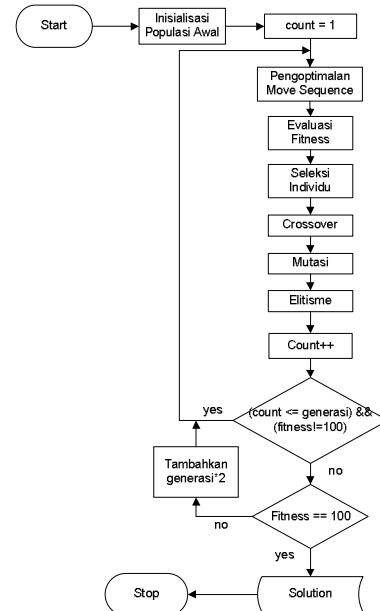 Start
Inisialisasi
Populasi Awal
count = 1
Pengoptimalan
Move Sequence
Evaluasi
Fitness
Seleksi
Individu
Crossover
Mutasi
Elitisme
Count++
(count <= generasi) &&
(fitness!=100)
yes
no
Tambahkan
generasi*2
Fitness == 100
no
yes
Solution
Stop